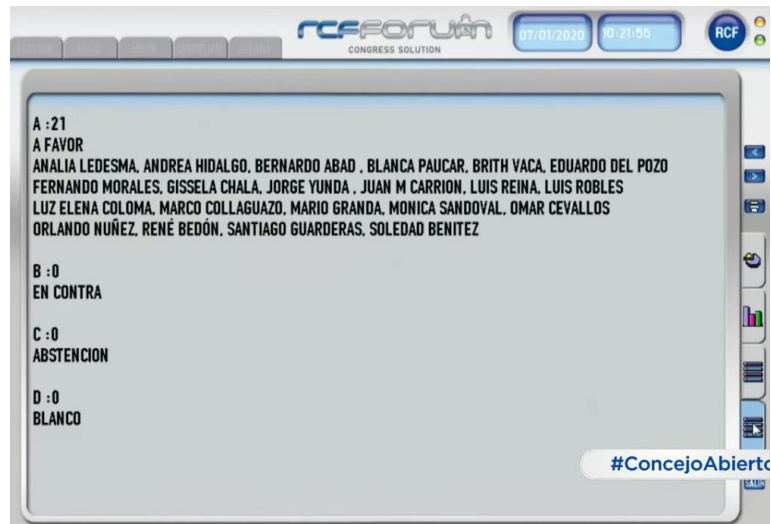 rcf FORUM
CONGRESS SOLUTION
07/01/2020
10:21:55
RCF
A :21
A FAVOR
ANALIA LEDESMA, ANDREA HIDALGO, BERNARDO ABAD , BLANCA PAUCAR, BRITH VACA, EDUARDO DEL POZO
FERNANDO MORALES, GISSELA CHALA, JORGE YUNDA , JUAN M CARRION, LUIS REINA, LUIS ROBLES
LUZ ELENA COLOMA, MARCO COLLAGUAZO, MARIO GRANDA, MONICA SANDOVAL, OMAR CEVALLOS
ORLANDO NUÑEZ, RENÉ BEDÓN, SANTIAGO GUARDERAS, SOLEDAD BENITEZ
B :0
EN CONTRA
C :0
ABSTENCION
D :0
BLANCO
#ConcejoAbierto
SALIR